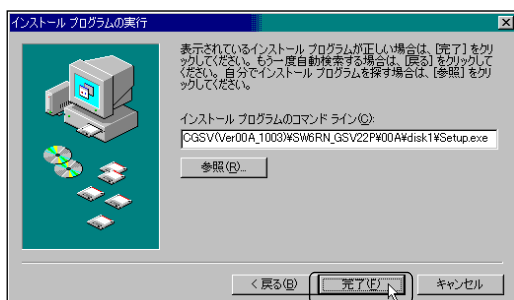 インストール プログラムの実行
表示されているインストール プログラムが正しい場合は、[完了] をクリ
ックしてください。もう一度自動検索する場合は、[戻る] をクリックして
ください。自分でインストール プログラムを探す場合は、[参照] をクリ
ックしてください。
インストール プログラムのコマンド ライン(C):
CGSV(Ver00A_1003)¥SW6RN_GSV22P¥00A¥disk1¥Setup.exe
参照(R)...
< 戻る(B)
完了(F)
キャンセル